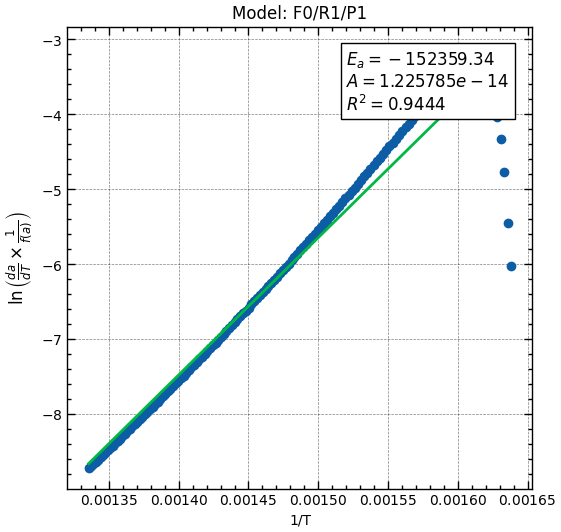 Model: F0/R1/P1
E_a = −152359.34
A = 1.225785e − 14
R² = 0.9444
−3
−4
−5
−6
−7
−8
ln (da/dT × 1/f(a))
0.00135 0.00140 0.00145 0.00150 0.00155 0.00160 0.00165
1/T